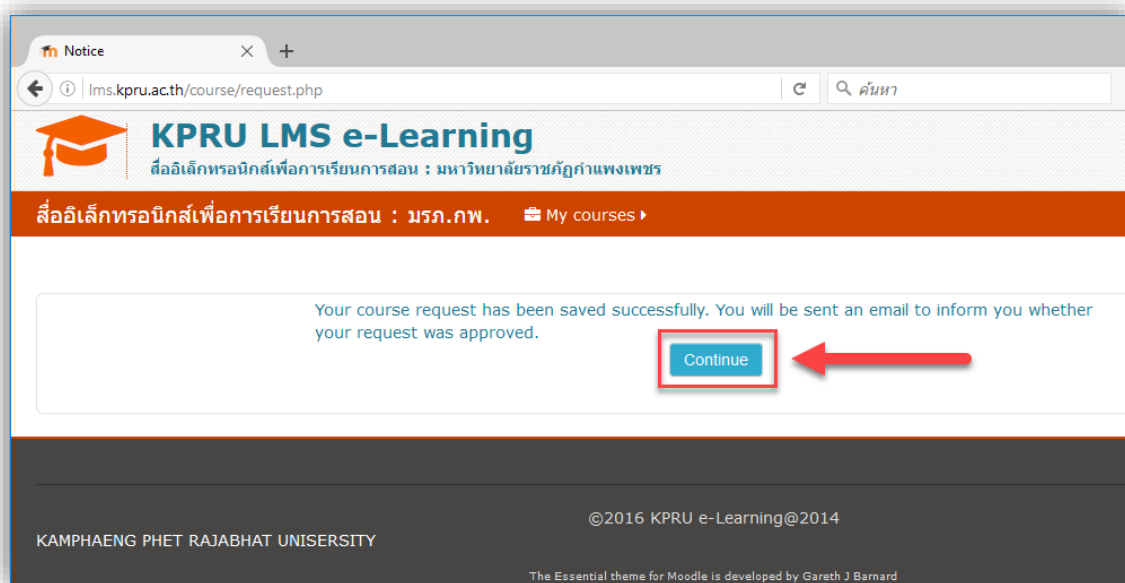 Notice
lms.kpru.ac.th/course/request.php
ค้นหา
KPRU LMS e-Learning
สื่ออิเล็กทรอนิกส์เพื่อการเรียนการสอน : มหาวิทยาลัยราชภัฏกำแพงเพชร
สื่ออิเล็กทรอนิกส์เพื่อการเรียนการสอน : มรภ.กพ. My courses
Your course request has been saved successfully. You will be sent an email to inform you whether
your request was approved.
Continue
©2016 KPRU e-Learning@2014
KAMPHAENG PHET RAJABHAT UNISERSITY
The Essential theme for Moodle is developed by Gareth J Barnard